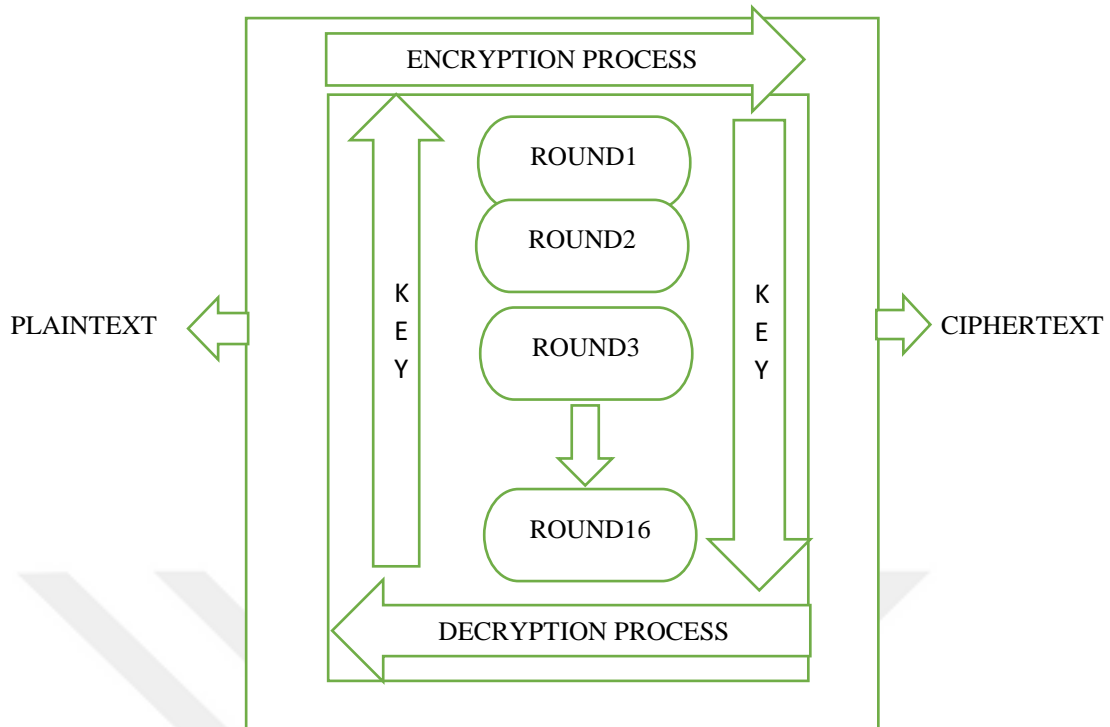 ENCRYPTION PROCESS
ROUND1
ROUND2
K
E
Y
K
E
Y
PLAINTEXT
CIPHERTEXT
ROUND3
ROUND16
DECRYPTION PROCESS